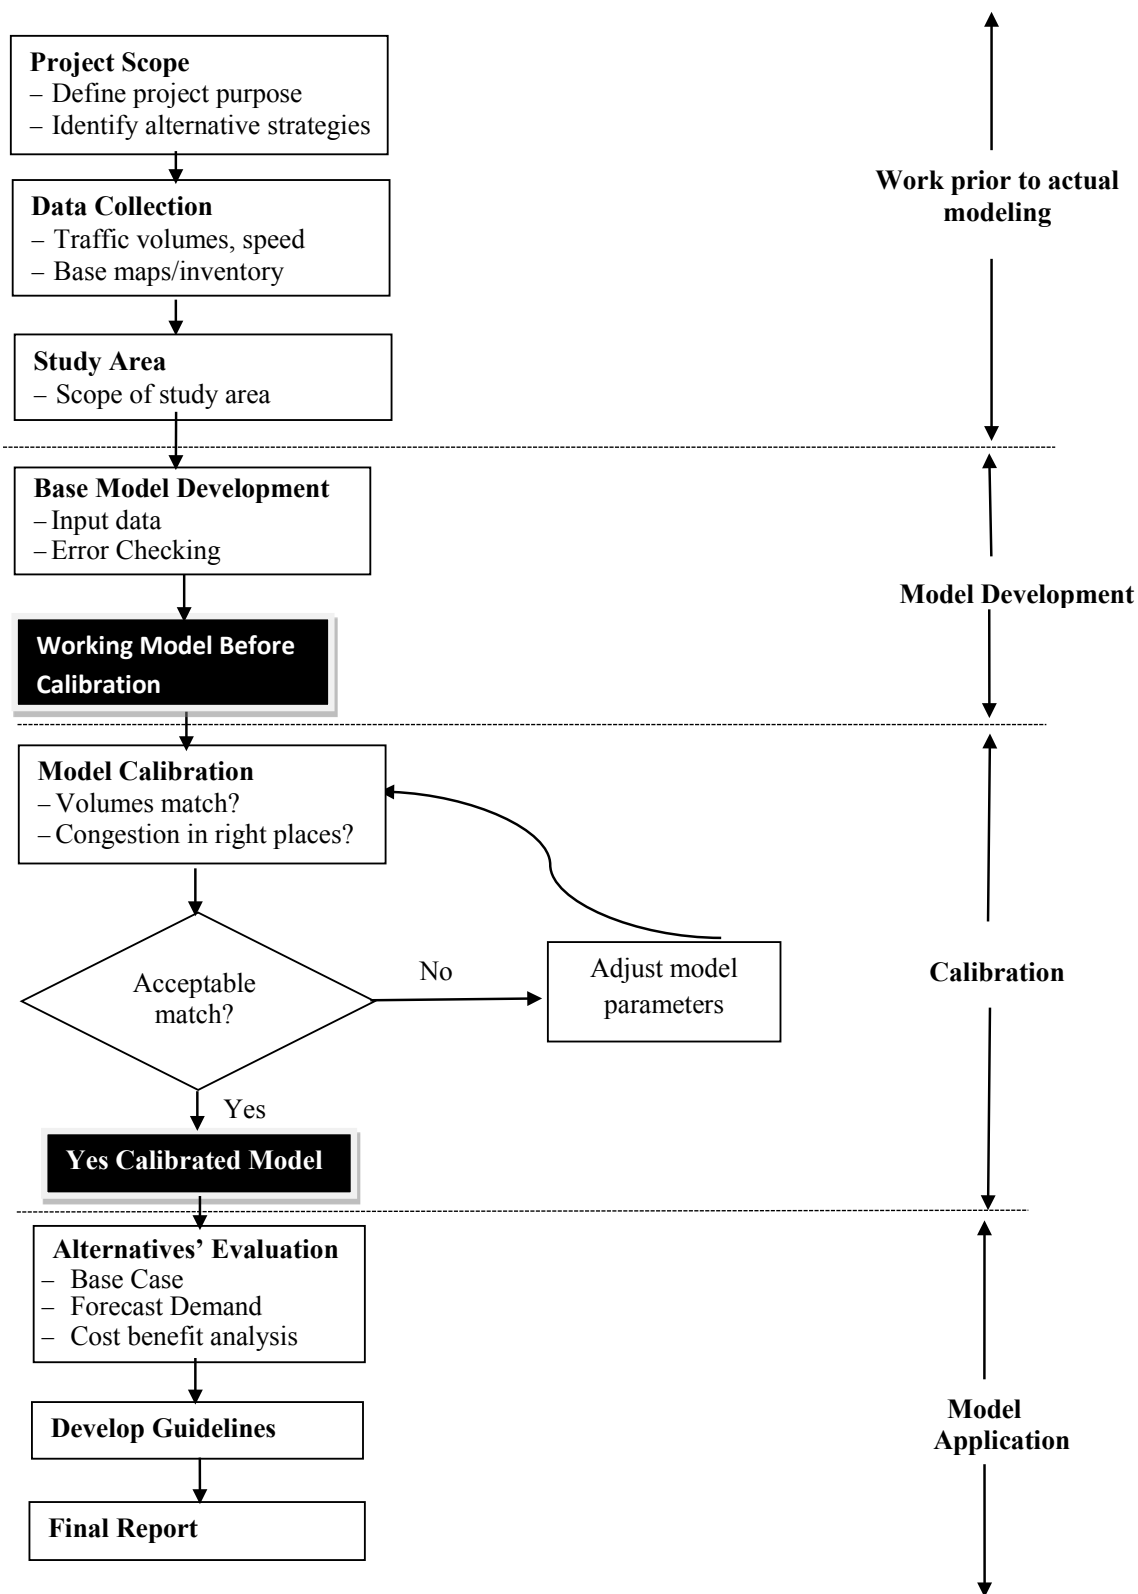 Project Scope
– Define project purpose
– Identify alternative strategies
Work prior to actual
modeling
Data Collection
– Traffic volumes, speed
– Base maps/inventory
Study Area
– Scope of study area
Base Model Development
– Input data
– Error Checking
Model Development
Working Model Before
Calibration
Model Calibration
– Volumes match?
– Congestion in right places?
Acceptable
match?
No
Adjust model
parameters
Calibration
Yes
Yes Calibrated Model
Alternatives’ Evaluation
– Base Case
– Forecast Demand
– Cost benefit analysis
Develop Guidelines
Model
Application
Final Report